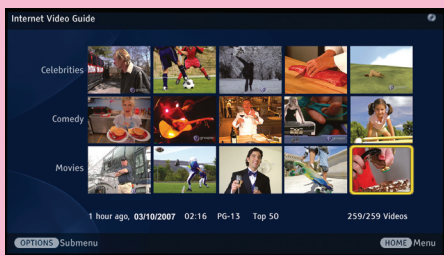 Internet Video Guide
Celebrities
Comedy
Movies
1 hour ago, 03/10/2007 02:16 PG-13 Top 50 259/259 Videos
OPTIONS Submenu HOME Menu